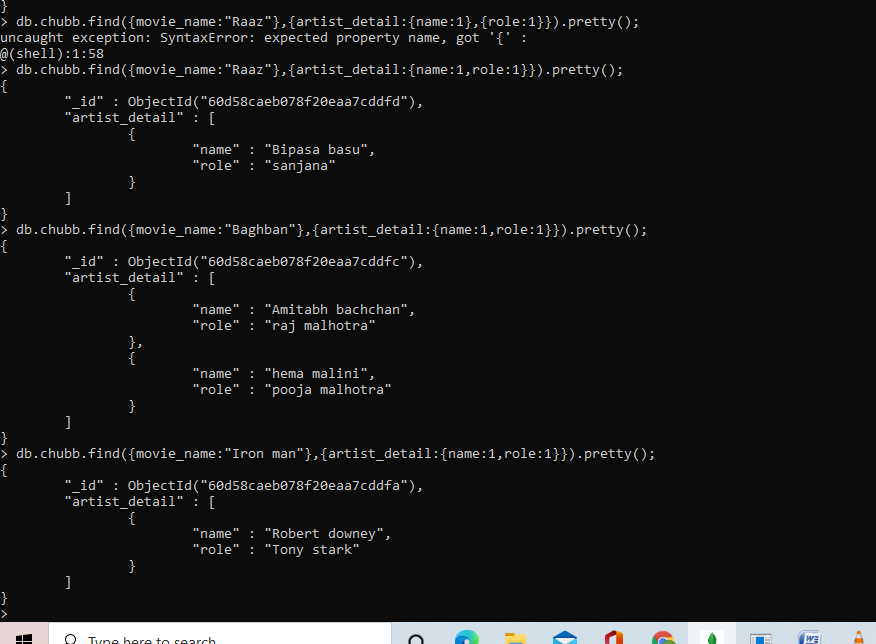 }
> db.chubb.find({movie_name:"Raaz"},{artist_detail:{name:1},{role:1}}).pretty();
uncaught exception: SyntaxError: expected property name, got '{' :
@(shell):1:58
> db.chubb.find({movie_name:"Raaz"},{artist_detail:{name:1,role:1}}).pretty();
{
        "_id" : ObjectId("60d58caeb078f20eaa7cddfd"),
        "artist_detail" : [
                {
                        "name" : "Bipasa basu",
                        "role" : "sanjana"
                }
        ]
}
> db.chubb.find({movie_name:"Baghban"},{artist_detail:{name:1,role:1}}).pretty();
{
        "_id" : ObjectId("60d58caeb078f20eaa7cddfc"),
        "artist_detail" : [
                {
                        "name" : "Amitabh bachchan",
                        "role" : "raj malhotra"
                },
                {
                        "name" : "hema malini",
                        "role" : "pooja malhotra"
                }
        ]
}
> db.chubb.find({movie_name:"Iron man"},{artist_detail:{name:1,role:1}}).pretty();
{
        "_id" : ObjectId("60d58caeb078f20eaa7cddfa"),
        "artist_detail" : [
                {
                        "name" : "Robert downey",
                        "role" : "Tony stark"
                }
        ]
}
>
Type here to search